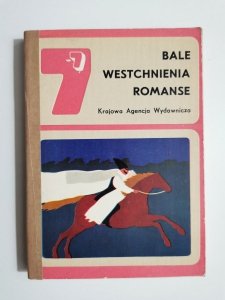 7
BALE
WESTCHNIENIA
ROMANSE
Krajowa Agencja Wydawnicza